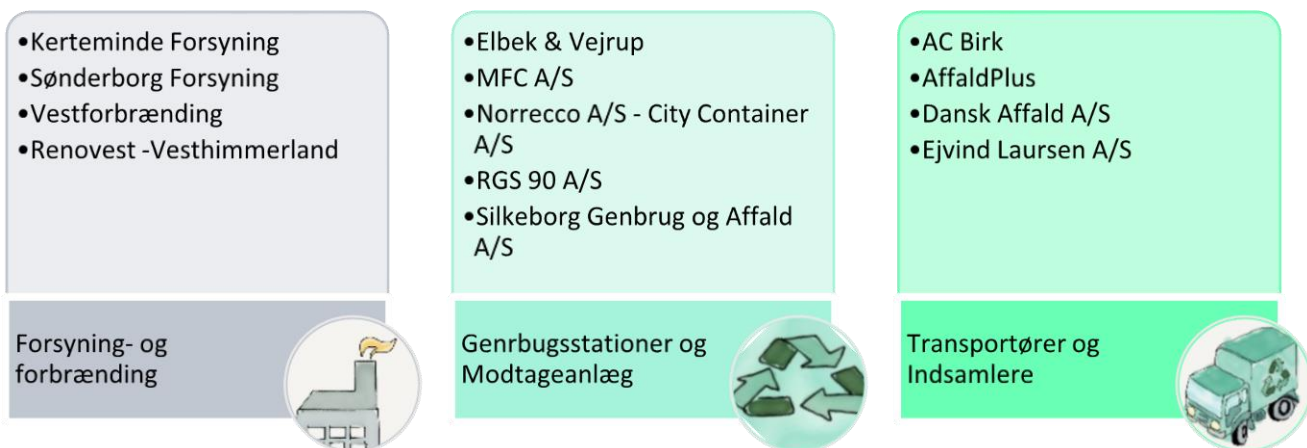 •Kerteminde Forsyning
•Sønderborg Forsyning
•Vestforbrænding
•Renovest -Vesthimmerland
Forsyning- og
forbrænding
•Elbek & Vejrup
•MFC A/S
•Norrecco A/S - City Container
A/S
•RGS 90 A/S
•Silkeborg Genbrug og Affald
A/S
Genrbugsstationer og
Modtageanlæg
•AC Birk
•AffaldPlus
•Dansk Affald A/S
•Ejvind Laursen A/S
Transportører og
Indsamlere